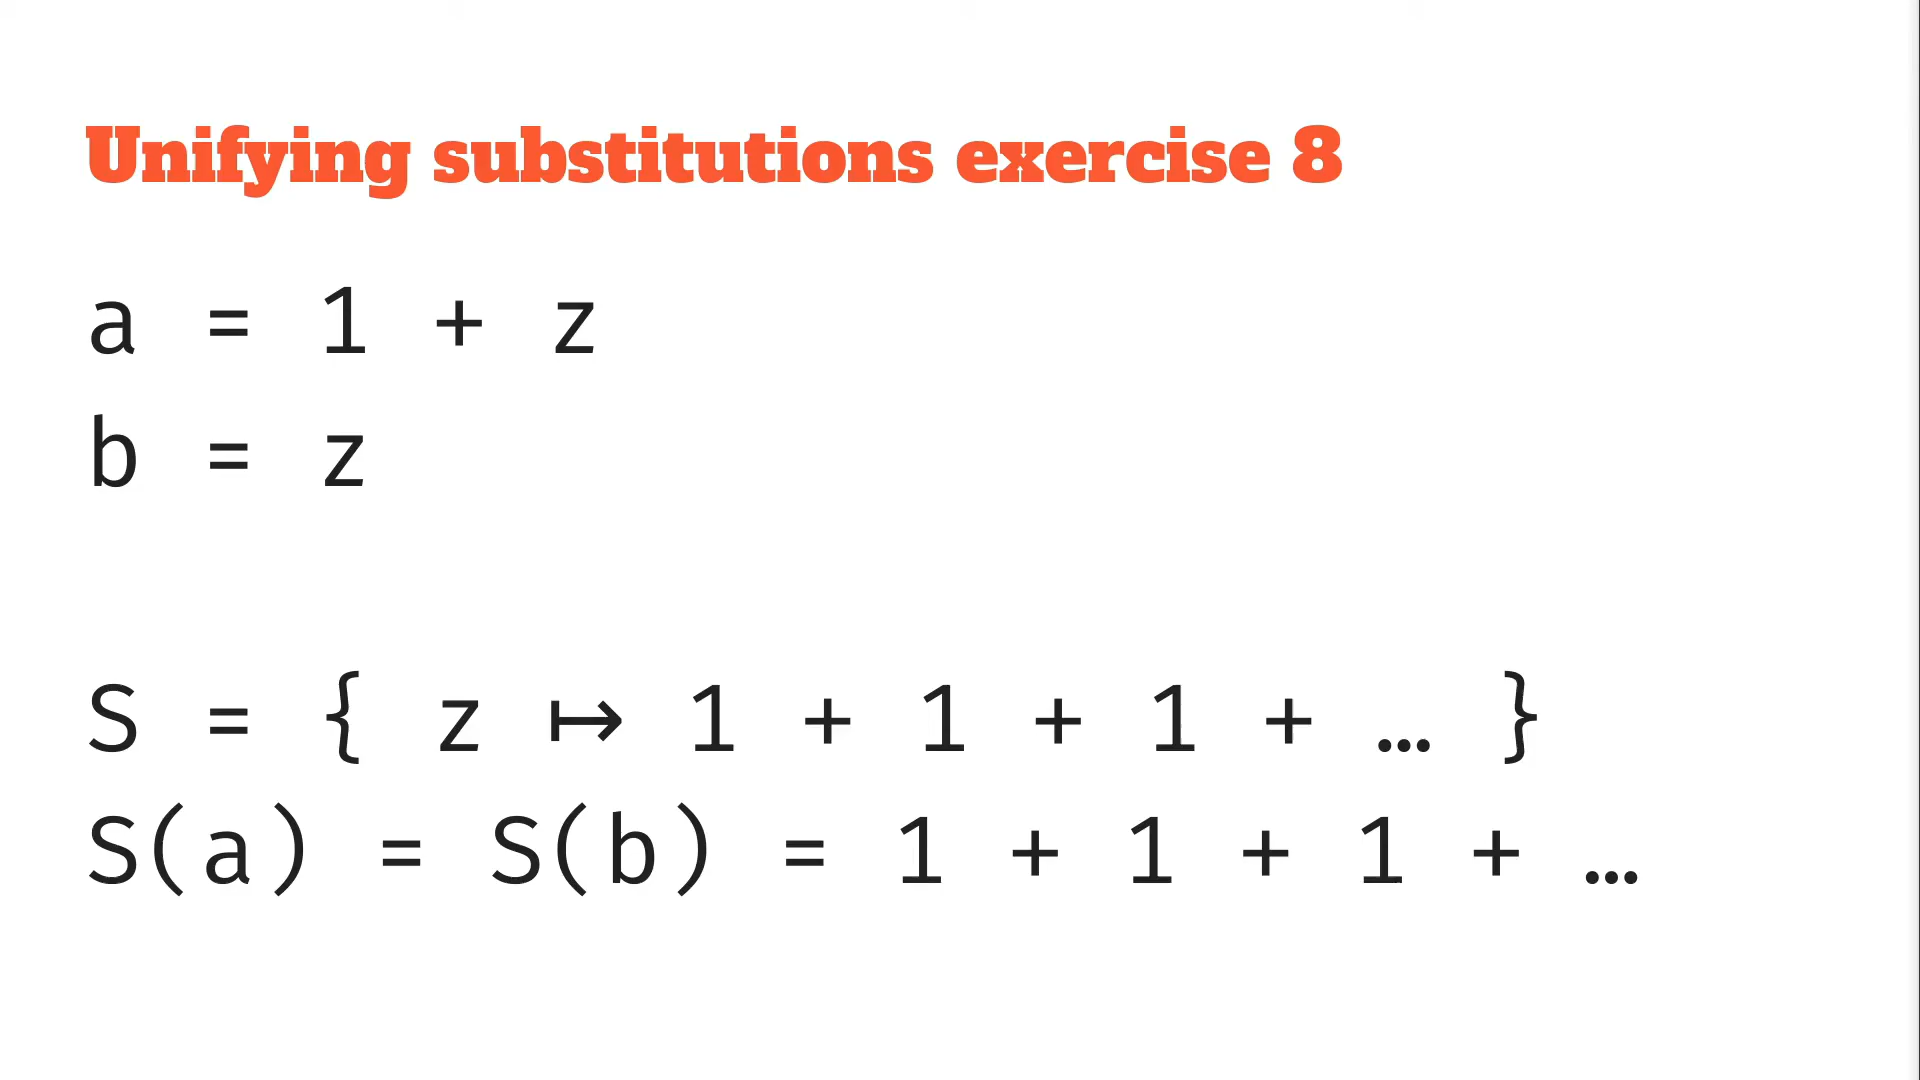 Unifying substitutions exercise 8
a = 1 + z
b = z
S = { z ↦ 1 + 1 + 1 + … }
S(a) = S(b) = 1 + 1 + 1 + …